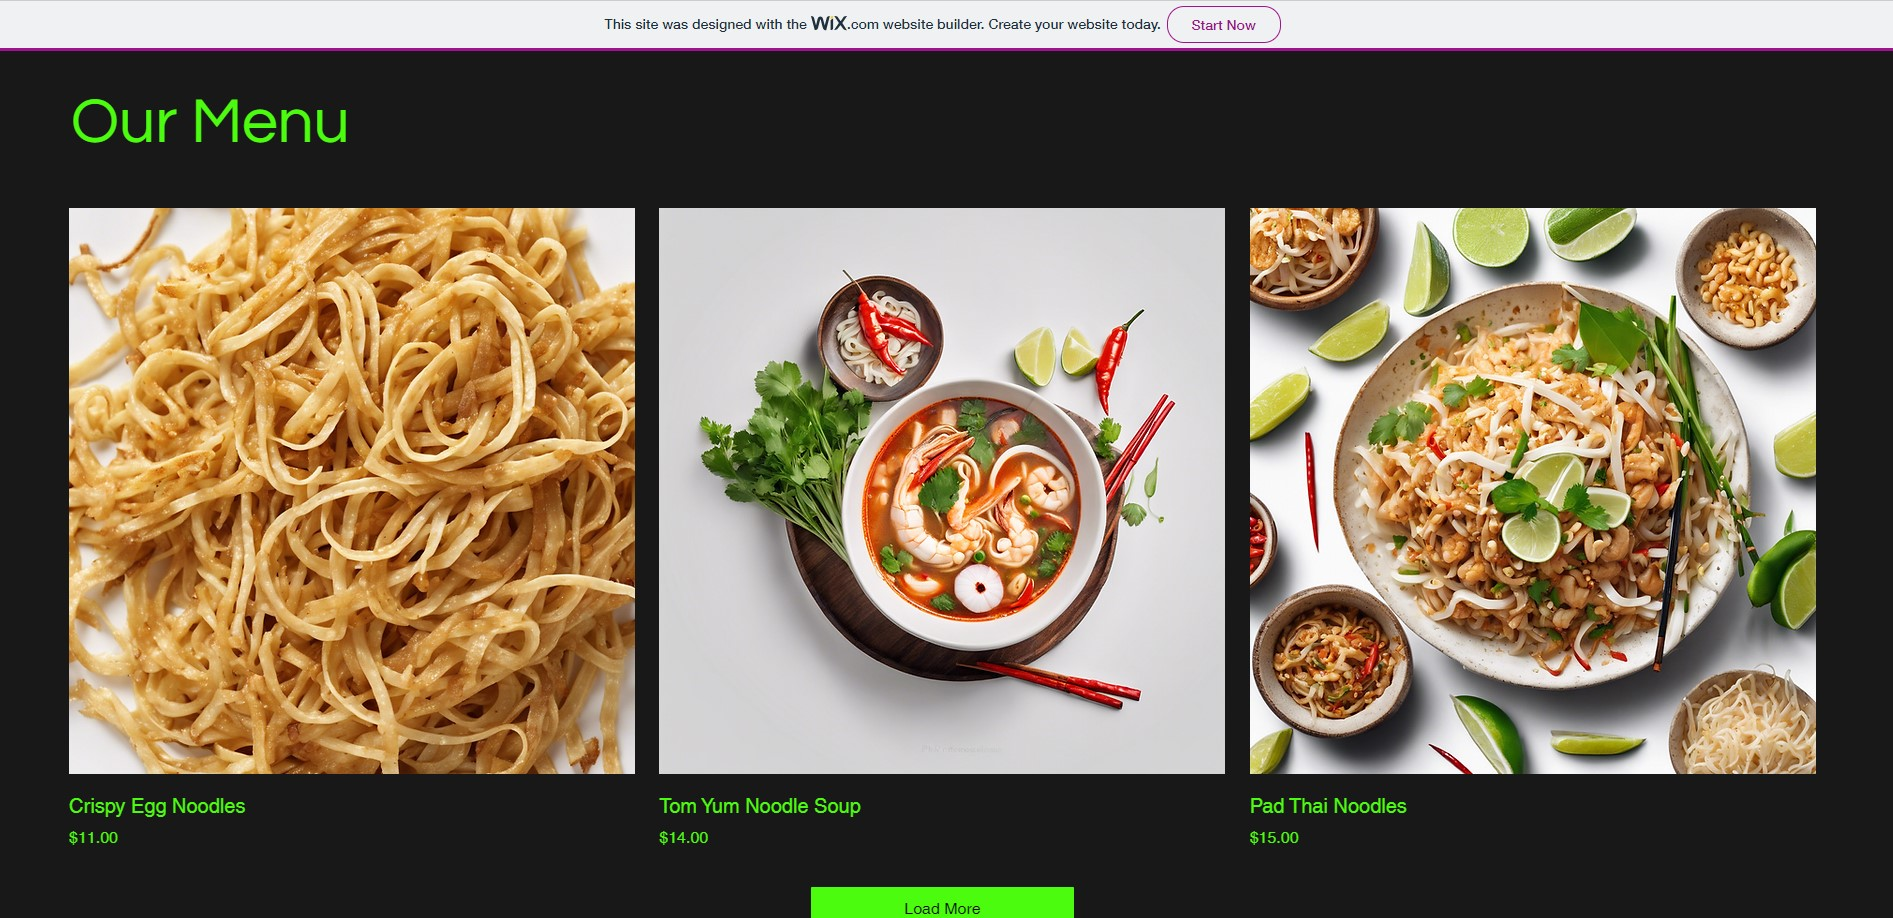 This site was designed with the WiX.com website builder. Create your website today. Start Now
Our Menu
Crispy Egg Noodles
$11.00
Tom Yum Noodle Soup
$14.00
Pad Thai Noodles
$15.00
Load More